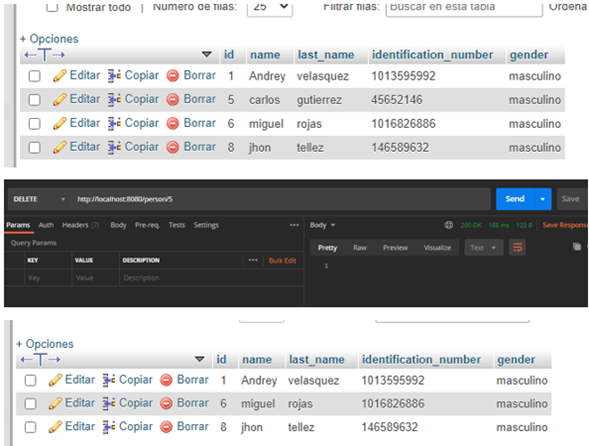 Mostrar todo | Número de filas: 25 Filtrar filas: Buscar en esta tabla Ordena
+ Opciones
←T→ id name last_name identification_number gender
Editar Copiar Borrar 1 Andrey velasquez 1013595992 masculino
Editar Copiar Borrar 5 carlos gutierrez 45652146 masculino
Editar Copiar Borrar 6 miguel rojas 1016826886 masculino
Editar Copiar Borrar 8 jhon tellez 146589632 masculino
DELETE http://localhost:8080/person/5 Send Save
Params Auth Headers (7) Body Pre-req. Tests Settings ••• Body 200 OK 188 ms 123 B Save Response
Query Params Pretty Raw Preview Visualize Text
KEY VALUE DESCRIPTION ••• Bulk Edit 1
Key Value Description
+ Opciones
←T→ id name last_name identification_number gender
Editar Copiar Borrar 1 Andrey velasquez 1013595992 masculino
Editar Copiar Borrar 6 miguel rojas 1016826886 masculino
Editar Copiar Borrar 8 jhon tellez 146589632 masculino